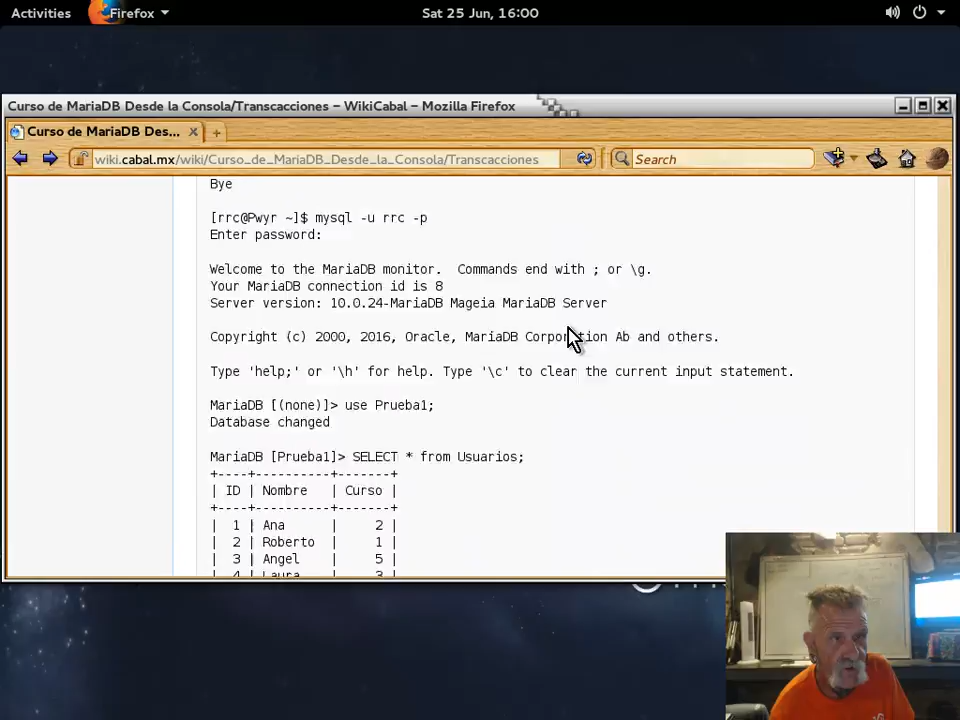 Activities Firefox Sat 25 Jun, 16:00
Curso de MariaDB Desde la Consola/Transcacciones – WikiCabal – Mozilla Firefox
Curso de MariaDB Des...
wiki.cabal.mx/wiki/Curso_de_MariaDB_Desde_la_Consola/Transcacciones Search
Bye
[rrc@Pwyr ~]$ mysql -u rrc -p
Enter password:
Welcome to the MariaDB monitor.  Commands end with ; or \g.
Your MariaDB connection id is 8
Server version: 10.0.24-MariaDB Mageia MariaDB Server
Copyright (c) 2000, 2016, Oracle, MariaDB Corporation Ab and others.
Type 'help;' or '\h' for help. Type '\c' to clear the current input statement.
MariaDB [(none)]> use Prueba1;
Database changed
MariaDB [Prueba1]> SELECT * from Usuarios;
+----+----------+-------+
| ID | Nombre   | Curso |
+----+----------+-------+
|  1 | Ana      |     2 |
|  2 | Roberto  |     1 |
|  3 | Angel    |     5 |
|  4 | Laura    |     3 |